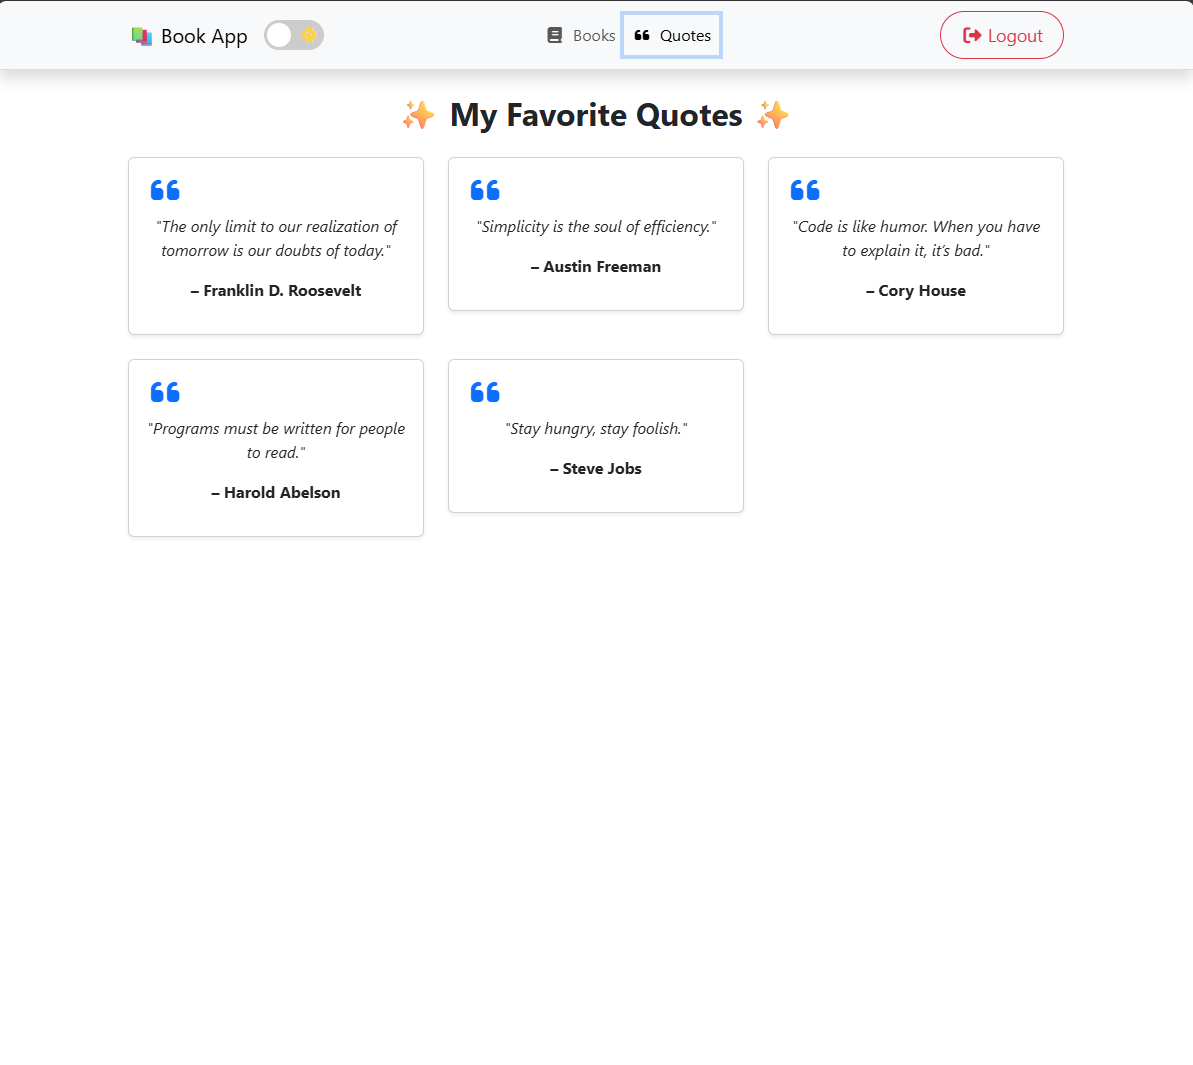 Book App
Books
Quotes
Logout
My Favorite Quotes
"The only limit to our realization of
tomorrow is our doubts of today."
– Franklin D. Roosevelt
"Simplicity is the soul of efficiency."
– Austin Freeman
"Code is like humor. When you have
to explain it, it’s bad."
– Cory House
"Programs must be written for people
to read."
– Harold Abelson
"Stay hungry, stay foolish."
– Steve Jobs